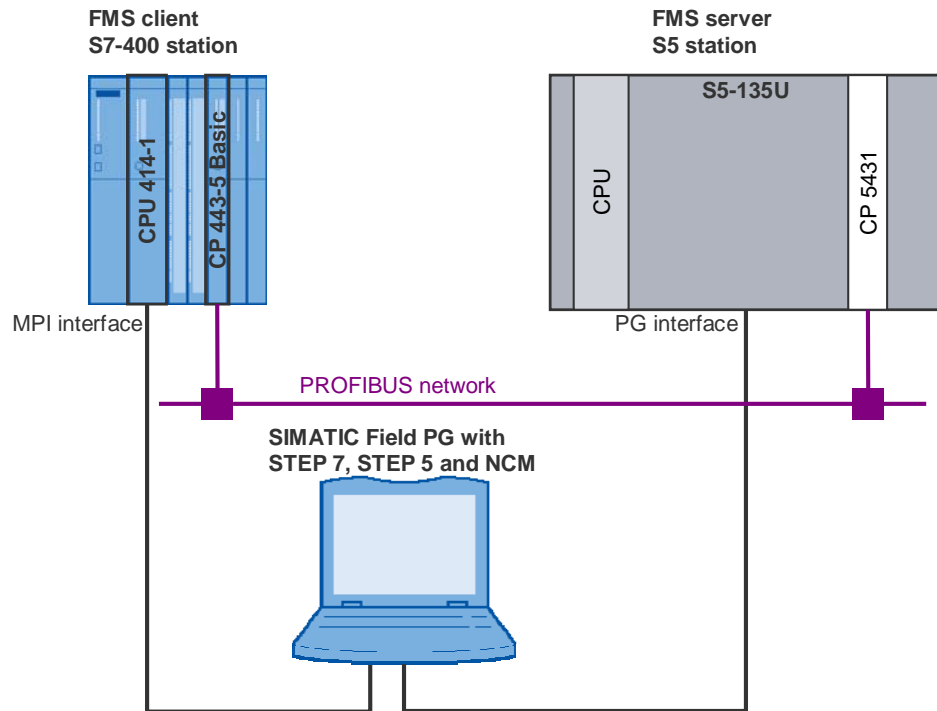 FMS client
S7-400 station
FMS server
S5 station
CPU 414-1
CP 443-5 Basic
S5-135U
CPU
CP 5431
MPI interface
PG interface
PROFIBUS network
SIMATIC Field PG with
STEP 7, STEP 5 and NCM